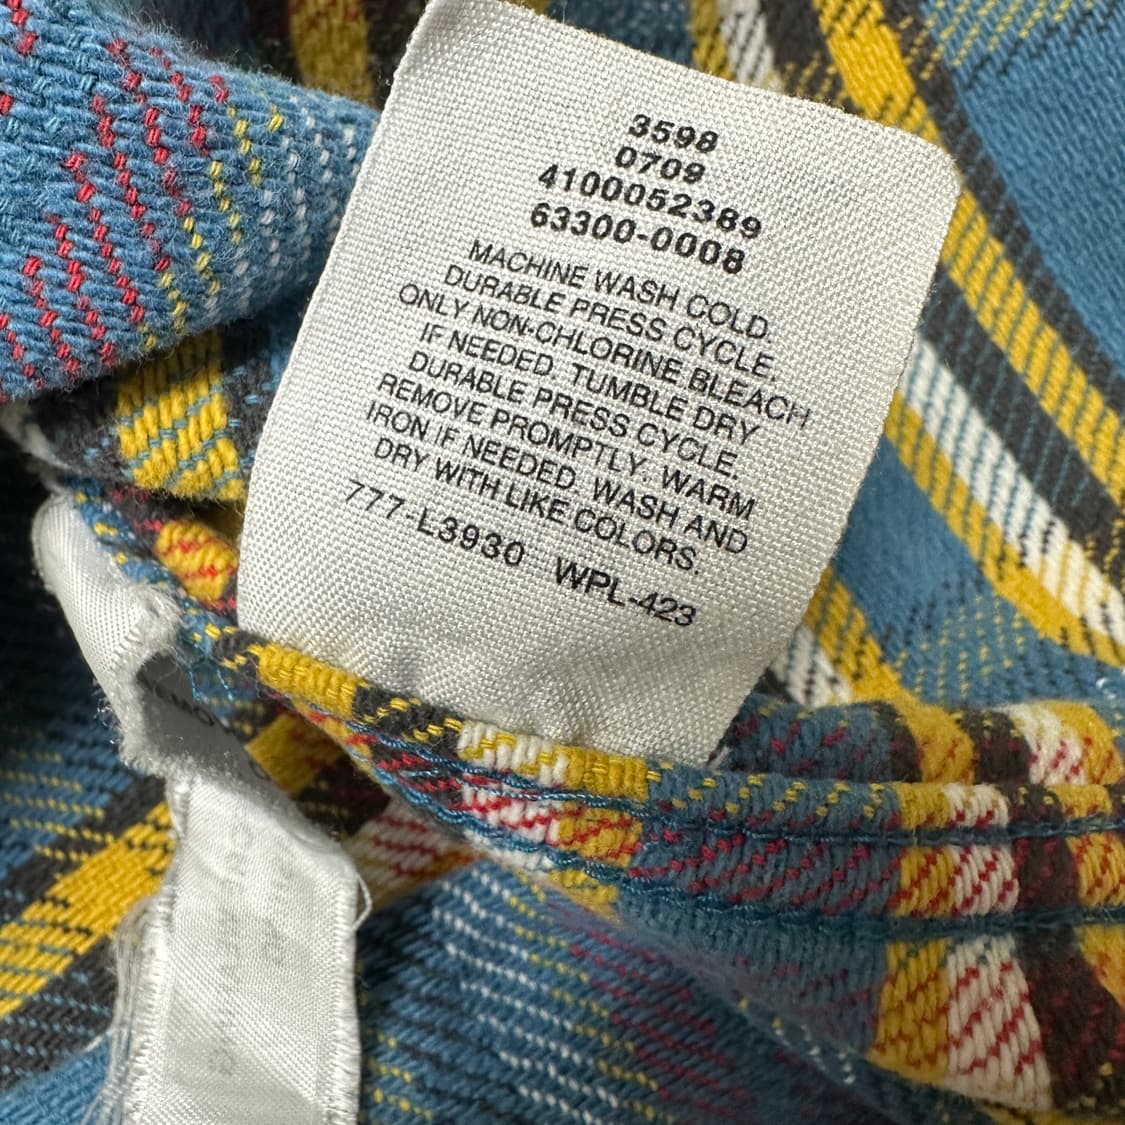 3598
0709
4100052389
63300-0008
MACHINE WASH COLD.
DURABLE PRESS CYCLE.
ONLY NON-CHLORINE BLEACH
IF NEEDED. TUMBLE DRY
DURABLE PRESS CYCLE.
REMOVE PROMPTLY. WARM
IRON IF NEEDED. WASH AND
DRY WITH LIKE COLORS.
777-L3930 WPL-423